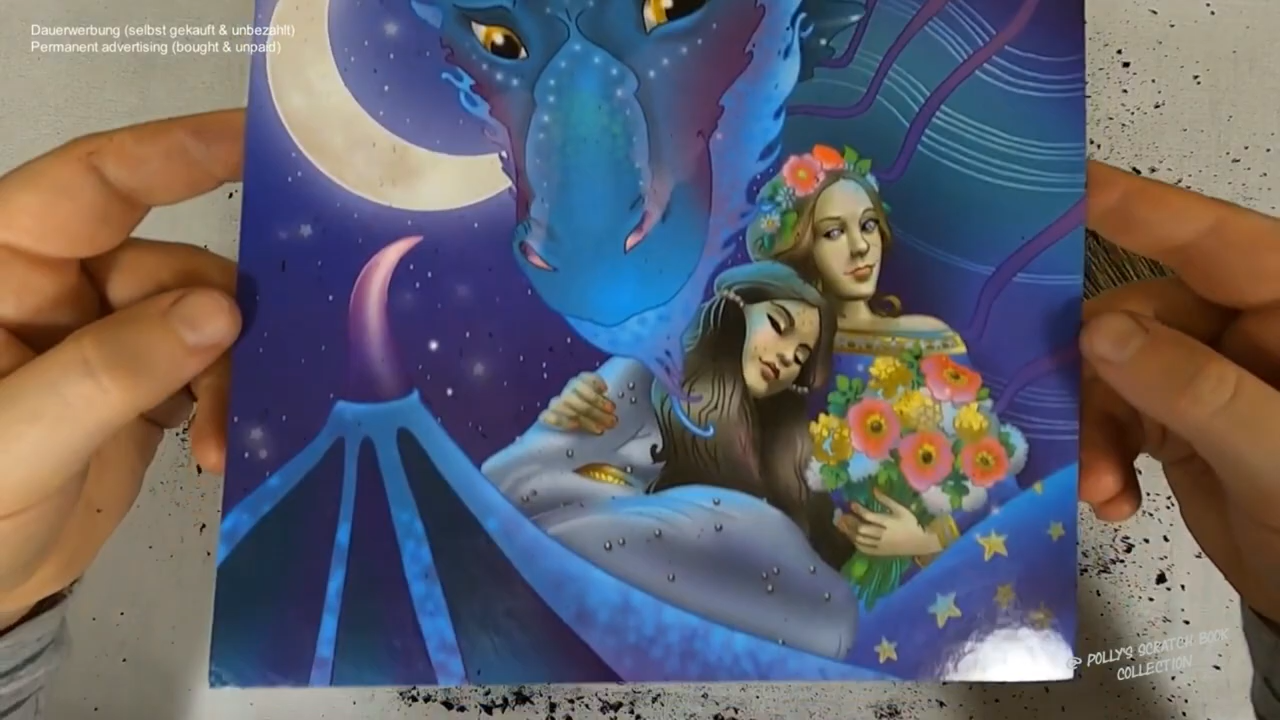 Dauerwerbung (selbst gekauft & unbezahlt)
Permanent advertising (bought & unpaid)
POLLY'S SCRATCH BOOK
COLLECTION